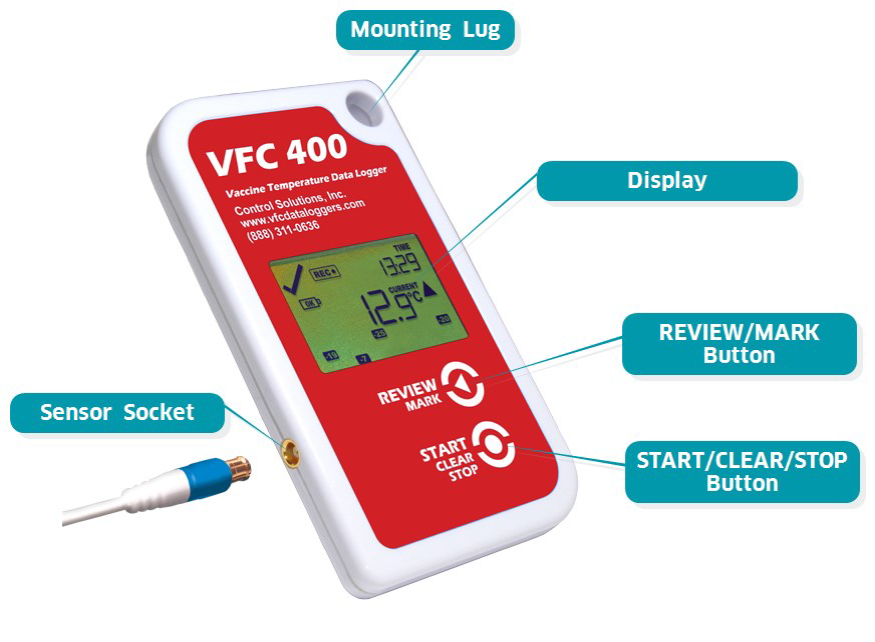 Mounting Lug
VFC 400
Vaccine Temperature Data Logger
Control Solutions, Inc.
www.vfcdataloggers.com
(888) 311-0636
Display
TIME
REC
13:29
CURRENT
OK
12.9°C
-25
-20
-10
-7
REVIEW/MARK
Button
REVIEW
MARK
Sensor Socket
START
CLEAR
STOP
START/CLEAR/STOP
Button